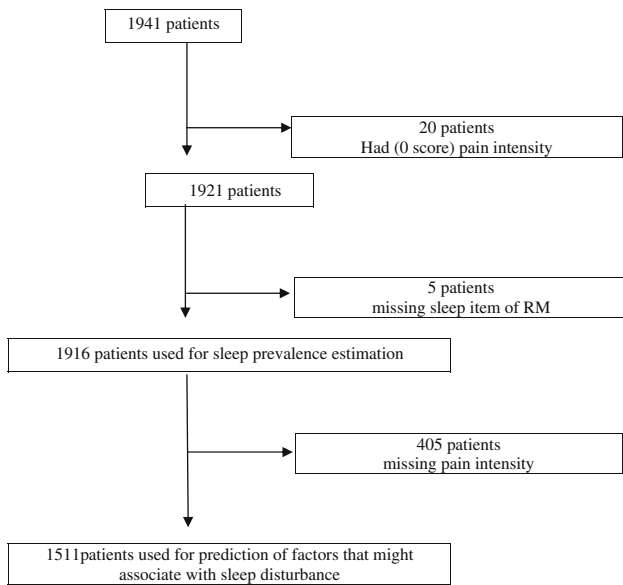 1941 patients
20 patients
Had (0 score) pain intensity
1921 patients
5 patients
missing sleep item of RM
1916 patients used for sleep prevalence estimation
405 patients
missing pain intensity
1511patients used for prediction of factors that might
associate with sleep disturbance